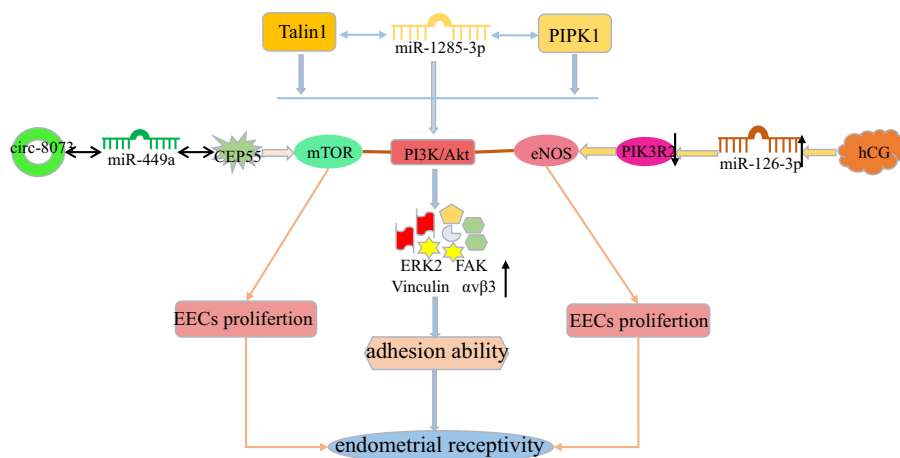 Talin1
miR-1285-3p
PIPK1
circ-8073
miR-449a
CEP55
mTOR
PI3K/Akt
eNOS
PIK3R2
miR-126-3p
hCG
ERK2 FAK
Vinculin αvβ3
EECs prolifertion
EECs prolifertion
adhesion ability
endometrial receptivity